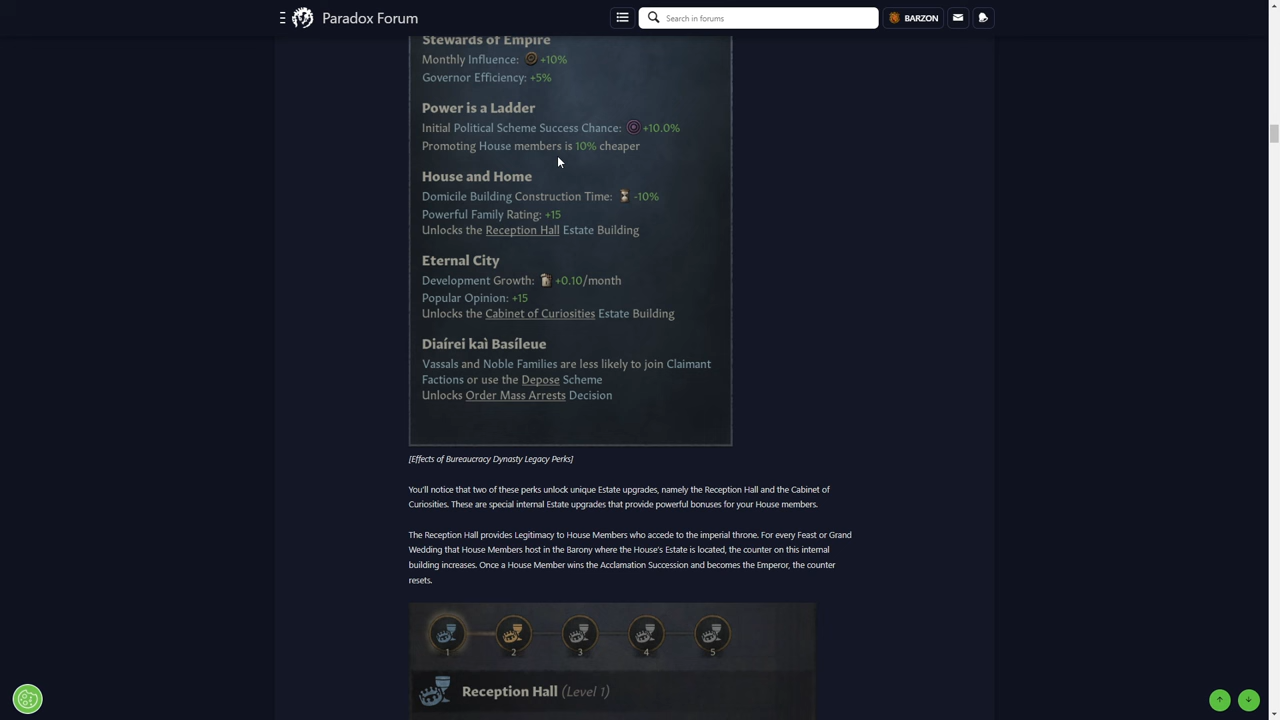 Paradox Forum
Search in forums
BARZON
Stewards of Empire
Monthly Influence: +10%
Governor Efficiency: +5%
Power is a Ladder
Initial Political Scheme Success Chance: +10.0%
Promoting House members is 10% cheaper
House and Home
Domicile Building Construction Time: -10%
Powerful Family Rating: +15
Unlocks the Reception Hall Estate Building
Eternal City
Development Growth: +0.10/month
Popular Opinion: +15
Unlocks the Cabinet of Curiosities Estate Building
Diaírei kaì Basíleue
Vassals and Noble Families are less likely to join Claimant
Factions or use the Depose Scheme
Unlocks Order Mass Arrests Decision
[Effects of Bureaucracy Dynasty Legacy Perks]
You'll notice that two of these perks unlock unique Estate upgrades, namely the Reception Hall and the Cabinet of
Curiosities. These are special internal Estate upgrades that provide powerful bonuses for your House members.
The Reception Hall provides Legitimacy to House Members who accede to the imperial throne. For every Feast or Grand
Wedding that House Members host in the Barony where the House's Estate is located, the counter on this internal
building increases. Once a House Member wins the Acclamation Succession and becomes the Emperor, the counter
resets.
1 2 3 4 5
Reception Hall (Level 1)